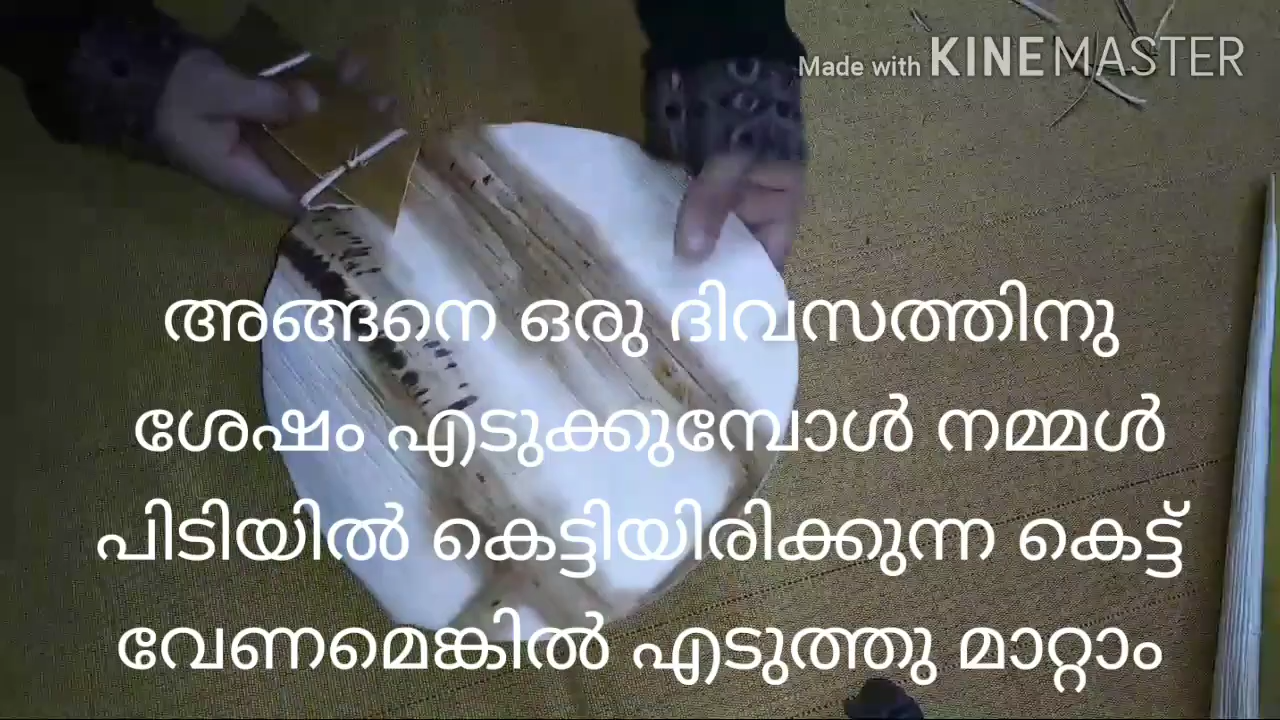 Made with KINEMASTER
അങ്ങനെ ഒരു ദിവസത്തിനു
ശേഷം എടുക്കുമ്പോൾ നമ്മൾ
പിടിയിൽ കെട്ടിയിരിക്കുന്ന കെട്ട്
വേണമെങ്കിൽ എടുത്തു മാറ്റാം